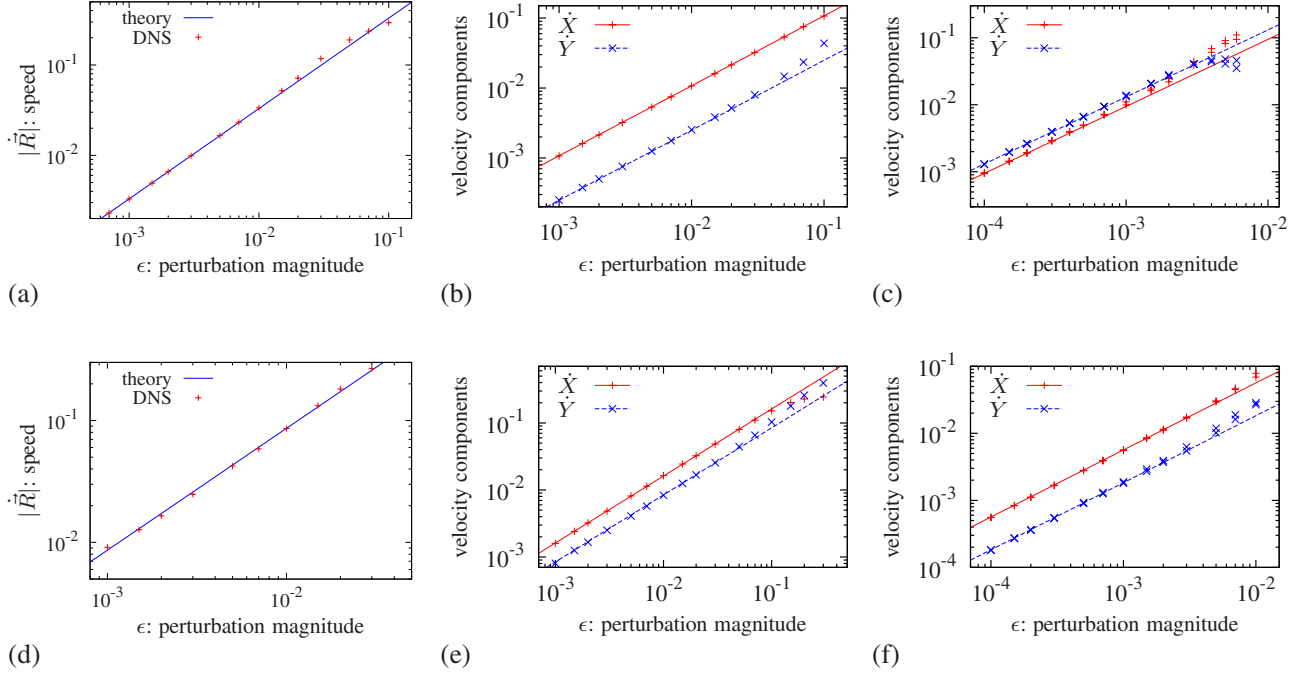 theory
DNS
|\dot{\vec{R}}|: speed
10^{-1}
10^{-2}
10^{-3} 10^{-2} 10^{-1}
ϵ: perturbation magnitude
(a)
Ẋ
Ẏ
velocity components
10^{-1}
10^{-2}
10^{-3}
10^{-3} 10^{-2} 10^{-1}
ϵ: perturbation magnitude
(b)
Ẋ
Ẏ
velocity components
10^{-1}
10^{-2}
10^{-3}
10^{-4} 10^{-3} 10^{-2}
ϵ: perturbation magnitude
(c)
theory
DNS
|\dot{\vec{R}}|: speed
10^{-1}
10^{-2}
10^{-3} 10^{-2}
ϵ: perturbation magnitude
(d)
Ẋ
Ẏ
velocity components
10^{-1}
10^{-2}
10^{-3}
10^{-3} 10^{-2} 10^{-1}
ϵ: perturbation magnitude
(e)
Ẋ
Ẏ
velocity components
10^{-1}
10^{-2}
10^{-3}
10^{-4}
10^{-4} 10^{-3} 10^{-2}
ϵ: perturbation magnitude
(f)